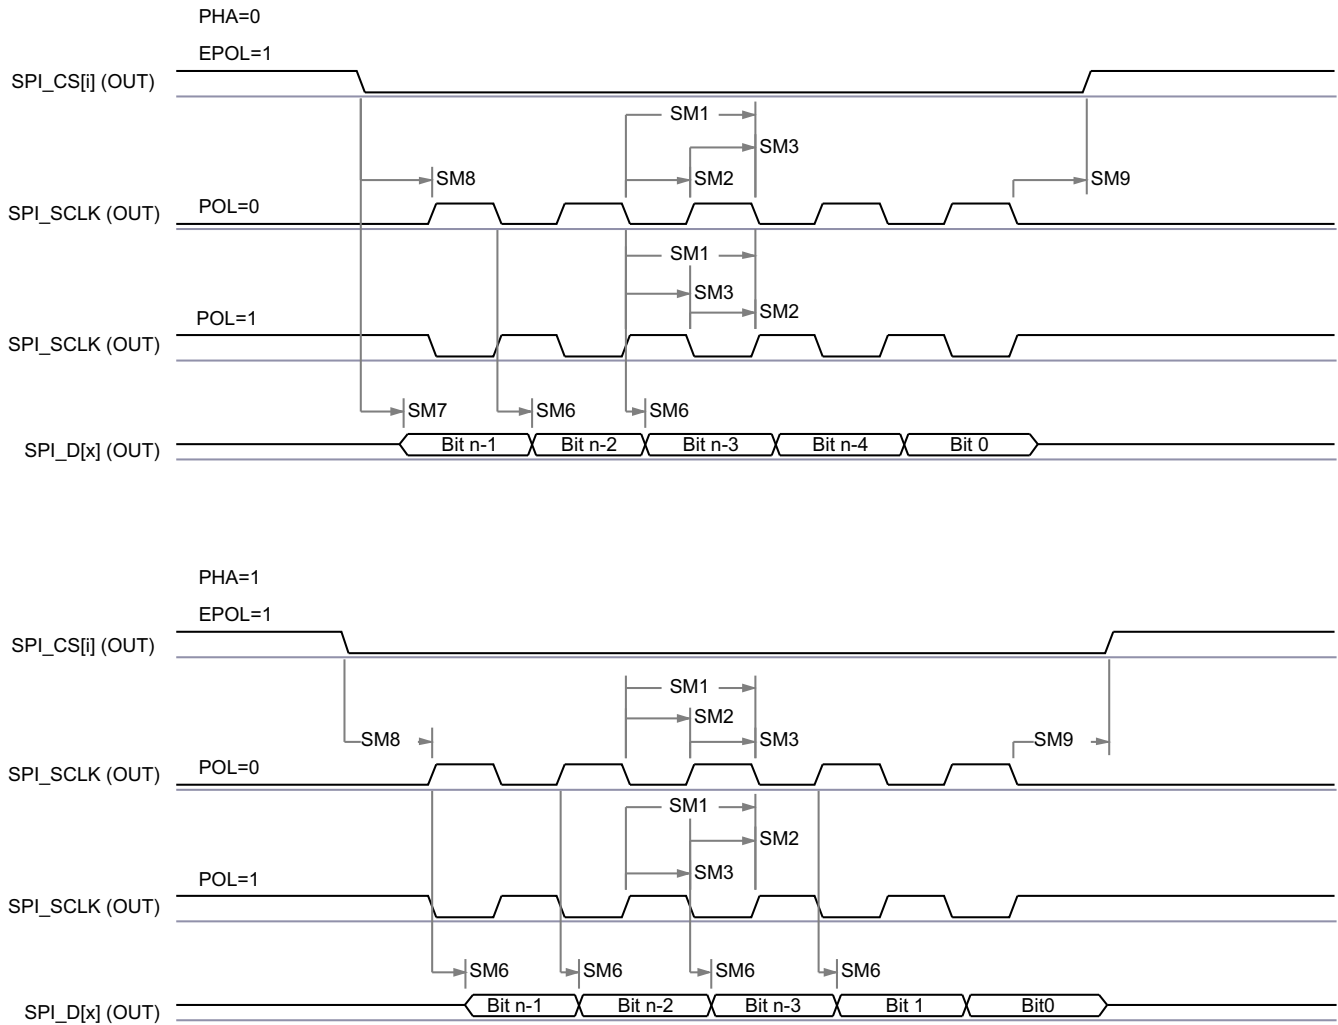 PHA=0
EPOL=1
SPI_CS[i] (OUT)
SM1
SM3
SM8
SM2
SM9
SPI_SCLK (OUT)
POL=0
SM1
SM3
SM2
POL=1
SPI_SCLK (OUT)
SM7
SM6
SM6
SPI_D[x] (OUT)
Bit n-1
Bit n-2
Bit n-3
Bit n-4
Bit 0
PHA=1
EPOL=1
SPI_CS[i] (OUT)
SM1
SM2
SM8
SM3
SM9
SPI_SCLK (OUT)
POL=0
SM1
SM2
SM3
POL=1
SPI_SCLK (OUT)
SM6
SM6
SM6
SM6
SPI_D[x] (OUT)
Bit n-1
Bit n-2
Bit n-3
Bit 1
Bit0